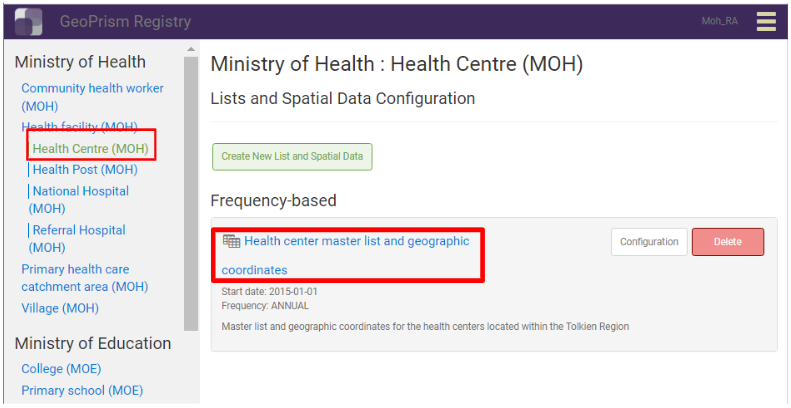 GeoPrism Registry
Moh_RA
Ministry of Health
Community health worker
(MOH)
Health facility (MOH)
Health Centre (MOH)
Health Post (MOH)
National Hospital
(MOH)
Referral Hospital
(MOH)
Primary health care
catchment area (MOH)
Village (MOH)
Ministry of Education
College (MOE)
Primary school (MOE)
Ministry of Health : Health Centre (MOH)
Lists and Spatial Data Configuration
Create New List and Spatial Data
Frequency-based
Health center master list and geographic
coordinates
Configuration
Delete
Start date: 2015-01-01
Frequency: ANNUAL
Master list and geographic coordinates for the health centers located within the Tolkien Region